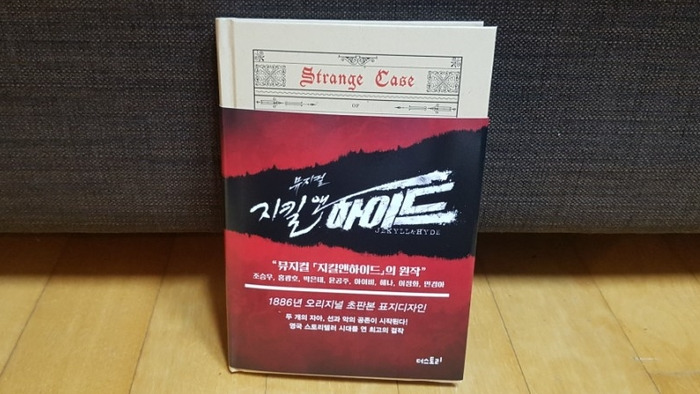 Strange Case
OF
뮤지컬
지킬앤하이드
JEKYLL&HYDE
“뮤지컬 「지킬앤하이드」의 원작”
조승우, 홍광호, 박은태, 윤공주, 아이비, 해나, 이정화, 민경아
1886년 오리지널 초판본 표지디자인
두 개의 자아, 선과 악의 공존이 시작된다!
영국 스토리텔러 시대를 연 최고의 걸작
더스토리